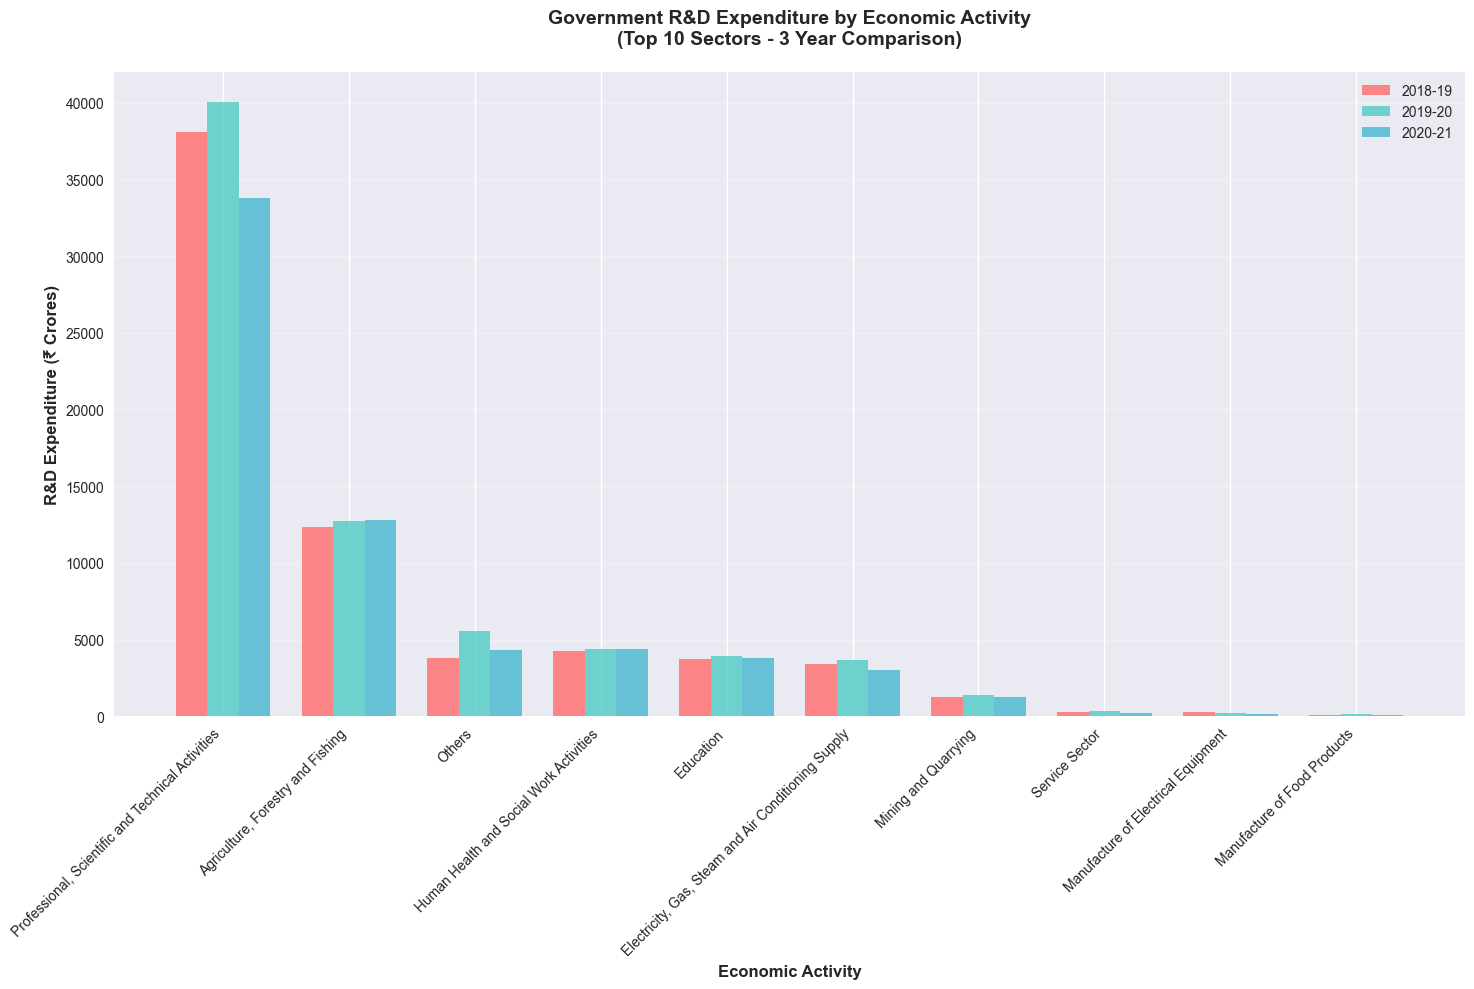 Government R&D Expenditure by Economic Activity
(Top 10 Sectors - 3 Year Comparison)
2018-19
2019-20
2020-21
R&D Expenditure (₹ Crores)
40000
35000
30000
25000
20000
15000
10000
5000
0
Professional, Scientific and Technical Activities
Agriculture, Forestry and Fishing
Others
Human Health and Social Work Activities
Education
Electricity, Gas, Steam and Air Conditioning Supply
Mining and Quarrying
Service Sector
Manufacture of Electrical Equipment
Manufacture of Food Products
Economic Activity